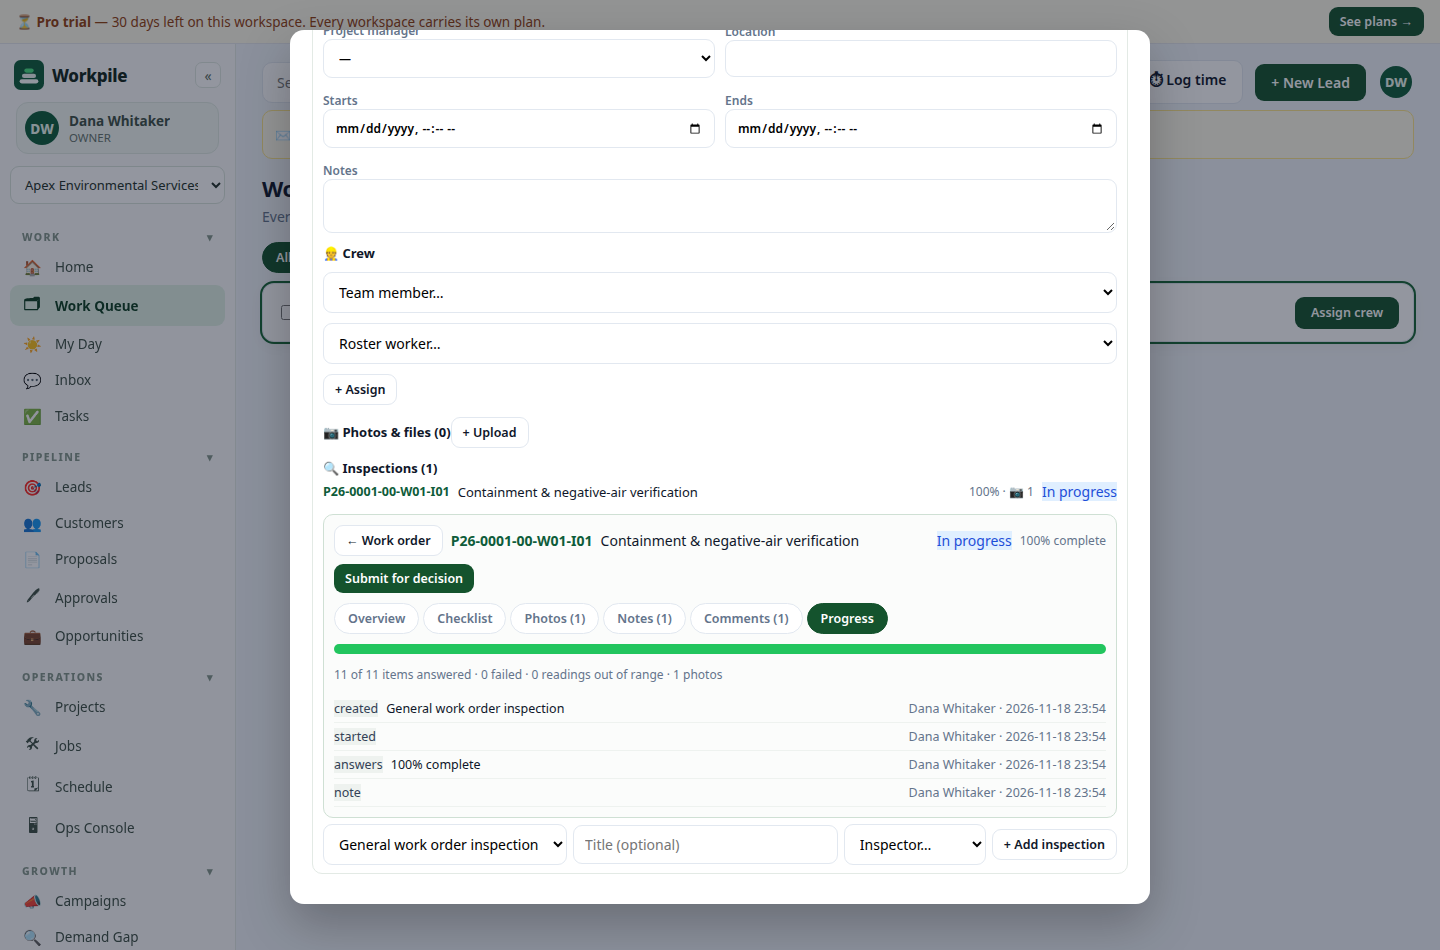 ⏳ Pro trial — 30 days left on this workspace. Every workspace carries its own plan.
See plans →
Workpile
«
DW
Dana Whitaker
OWNER
Apex Environmental Services
WORK
Home
Work Queue
My Day
Inbox
Tasks
PIPELINE
Leads
Customers
Proposals
Approvals
Opportunities
OPERATIONS
Projects
Jobs
Schedule
Ops Console
GROWTH
Campaigns
Demand Gap
Se
Log time
+ New Lead
DW
Wo
Ever
All
Assign crew
Project manager
Location
—
Starts
Ends
mm/dd/yyyy, --:-- --
mm/dd/yyyy, --:-- --
Notes
Crew
Team member...
Roster worker...
+ Assign
Photos & files (0)
+ Upload
Inspections (1)
P26-0001-00-W01-I01 Containment & negative-air verification 100% · 📷 1 In progress
← Work order P26-0001-00-W01-I01 Containment & negative-air verification In progress 100% complete
Submit for decision
Overview Checklist Photos (1) Notes (1) Comments (1) Progress
11 of 11 items answered · 0 failed · 0 readings out of range · 1 photos
created General work order inspection Dana Whitaker · 2026-11-18 23:54
started Dana Whitaker · 2026-11-18 23:54
answers 100% complete Dana Whitaker · 2026-11-18 23:54
note Dana Whitaker · 2026-11-18 23:54
General work order inspection Title (optional) Inspector... + Add inspection